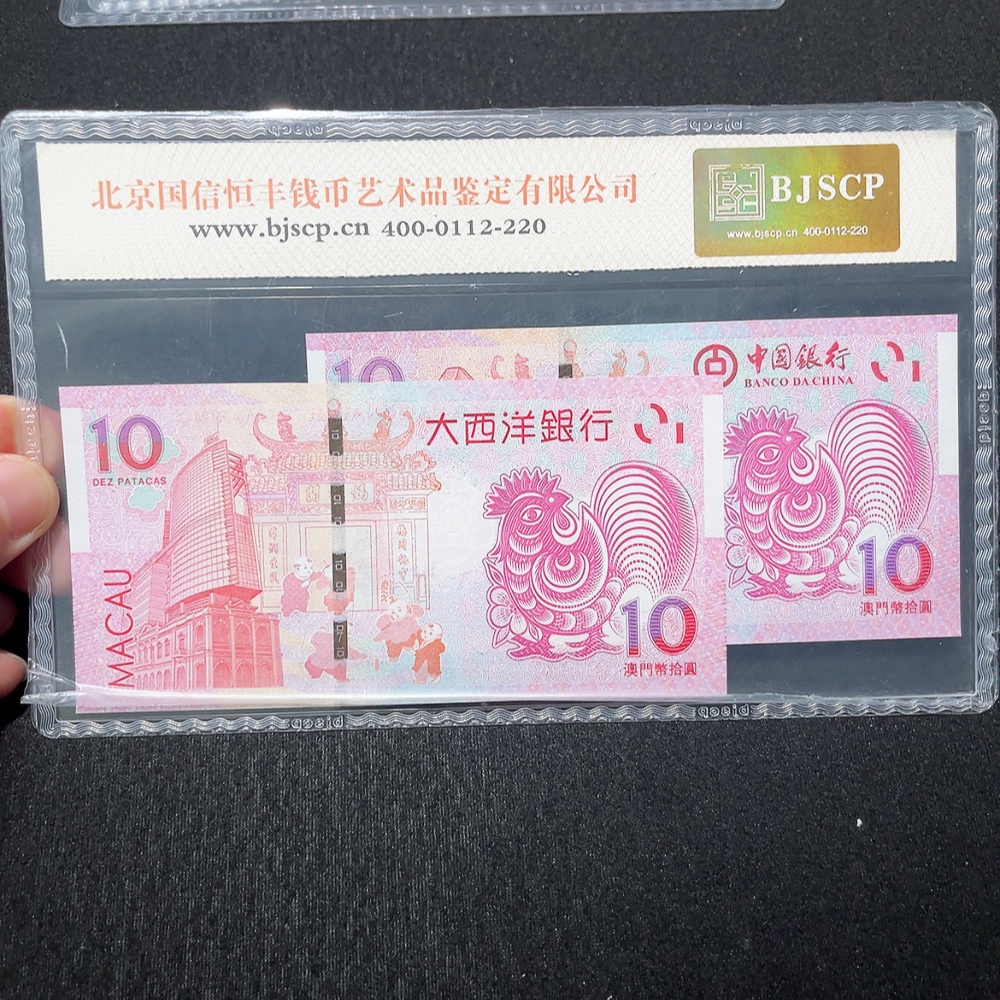 北京国信恒丰钱币艺术品鉴定有限公司
www.bjscp.cn 400-0112-220
BJSCP
www.bjscp.cn 400-0112-220
10
中國銀行
BANCO DA CHINA
10
澳門幣拾圓
10
DEZ PATACAS
大西洋銀行
MACAU
10
澳門幣拾圓